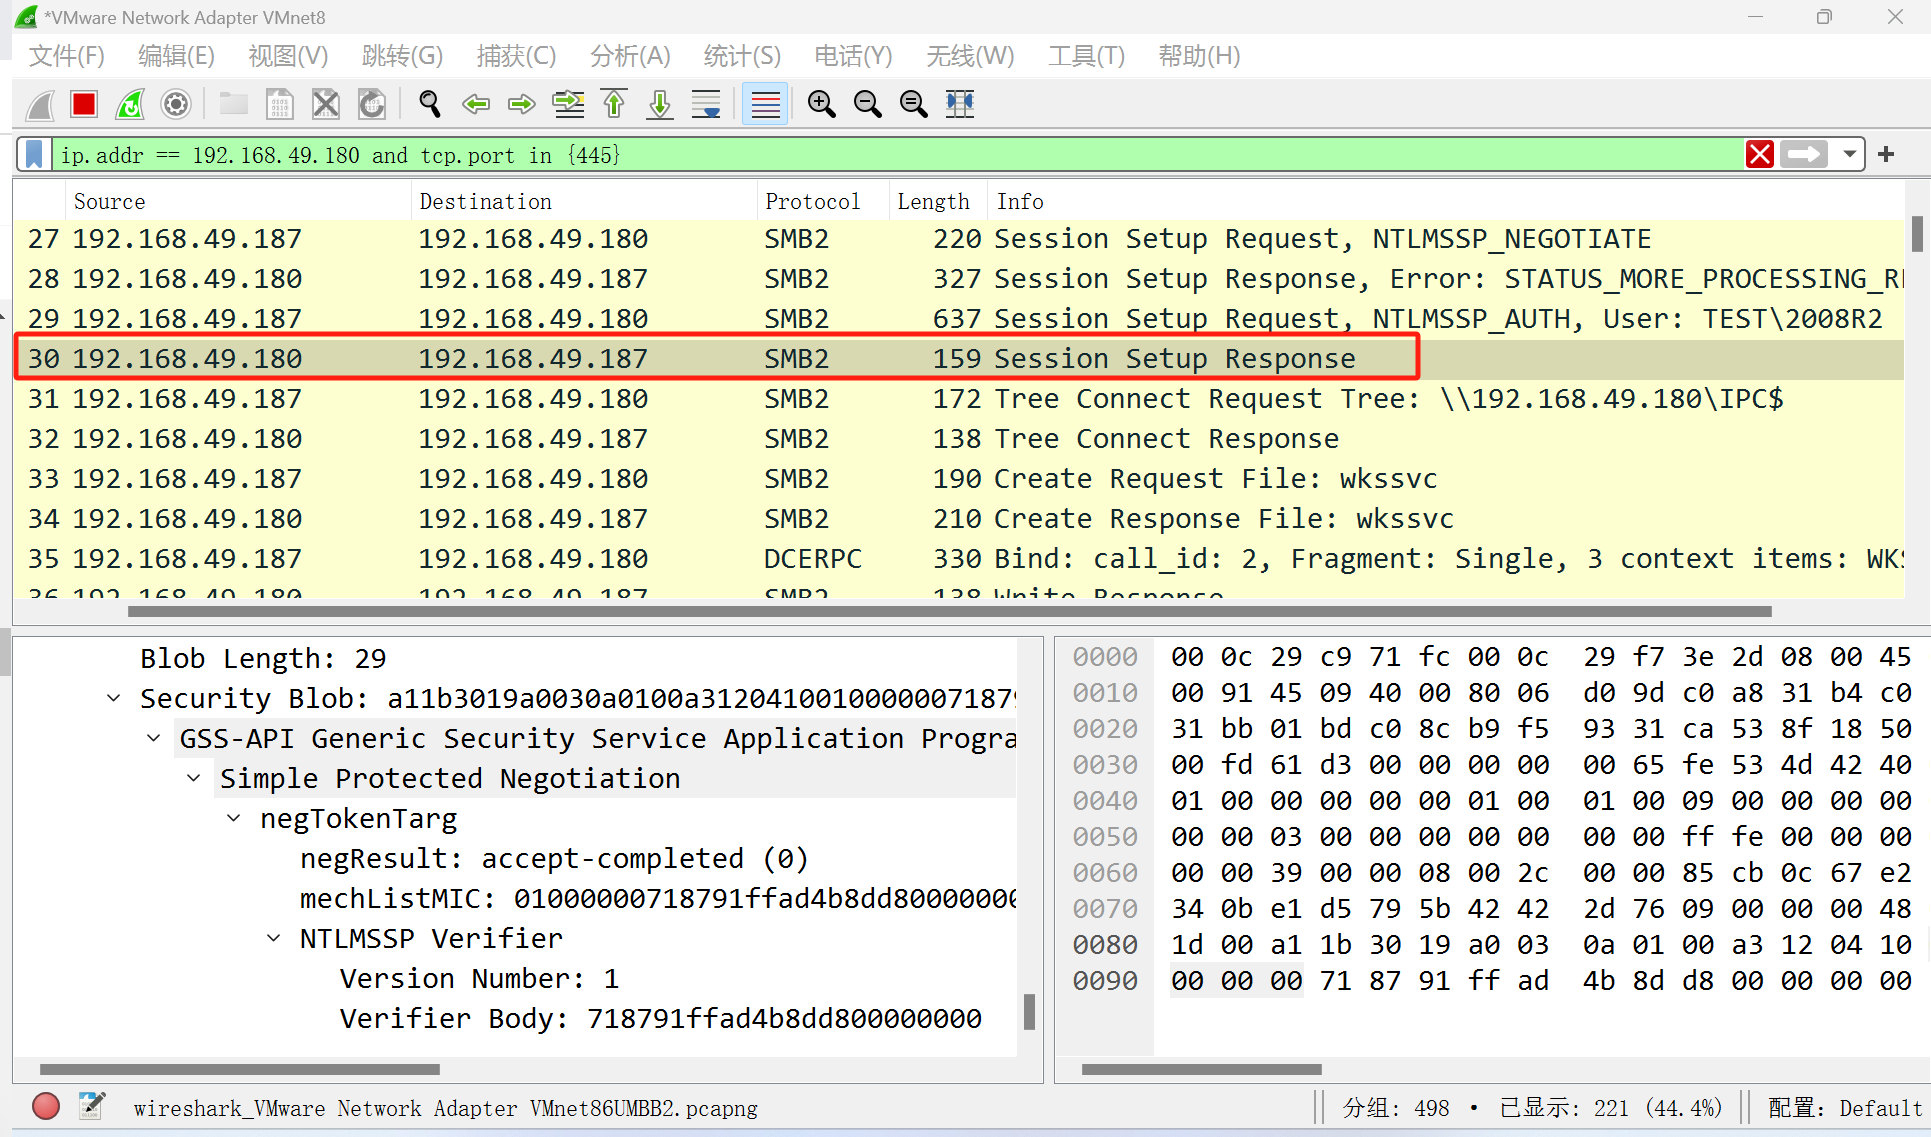 *VMware Network Adapter VMnet8
文件(F) 编辑(E) 视图(V) 跳转(G) 捕获(C) 分析(A) 统计(S) 电话(Y) 无线(W) 工具(T) 帮助(H)
ip.addr == 192.168.49.180 and tcp.port in {445}
Source Destination Protocol Length Info
27 192.168.49.187 192.168.49.180 SMB2 220 Session Setup Request, NTLMSSP_NEGOTIATE
28 192.168.49.180 192.168.49.187 SMB2 327 Session Setup Response, Error: STATUS_MORE_PROCESSING_RE
29 192.168.49.187 192.168.49.180 SMB2 637 Session Setup Request, NTLMSSP_AUTH, User: TEST\2008R2
30 192.168.49.180 192.168.49.187 SMB2 159 Session Setup Response
31 192.168.49.187 192.168.49.180 SMB2 172 Tree Connect Request Tree: \\192.168.49.180\IPC$
32 192.168.49.180 192.168.49.187 SMB2 138 Tree Connect Response
33 192.168.49.187 192.168.49.180 SMB2 190 Create Request File: wkssvc
34 192.168.49.180 192.168.49.187 SMB2 210 Create Response File: wkssvc
35 192.168.49.187 192.168.49.180 DCERPC 330 Bind: call_id: 2, Fragment: Single, 3 context items: WKS
36 192.168.49.180 192.168.49.187 SMB2 138 Write Response
Blob Length: 29
Security Blob: a11b3019a0030a0100a31204100100000071879
GSS-API Generic Security Service Application Progra
Simple Protected Negotiation
negTokenTarg
negResult: accept-completed (0)
mechListMIC: 01000000718791ffad4b8dd800000000
NTLMSSP Verifier
Version Number: 1
Verifier Body: 718791ffad4b8dd800000000
0000 00 0c 29 c9 71 fc 00 0c 29 f7 3e 2d 08 00 45
0010 00 91 45 09 40 00 80 06 d0 9d c0 a8 31 b4 c0
0020 31 bb 01 bd c0 8c b9 f5 93 31 ca 53 8f 18 50
0030 00 fd 61 d3 00 00 00 00 00 65 fe 53 4d 42 40
0040 01 00 00 00 00 00 01 00 01 00 09 00 00 00 00
0050 00 00 03 00 00 00 00 00 00 00 ff fe 00 00 00
0060 00 00 39 00 00 00 08 00 2c 00 00 85 cb 0c 67 e2
0070 34 0b e1 d5 79 5b 42 42 2d 76 09 00 00 00 48
0080 1d 00 a1 1b 30 19 a0 03 0a 01 00 a3 12 04 10
0090 00 00 00 71 87 91 ff ad 4b 8d d8 00 00 00 00
wireshark_VMware Network Adapter VMnet86UMBB2.pcapng
分组: 498 · 已显示: 221 (44.4%)
配置: Default